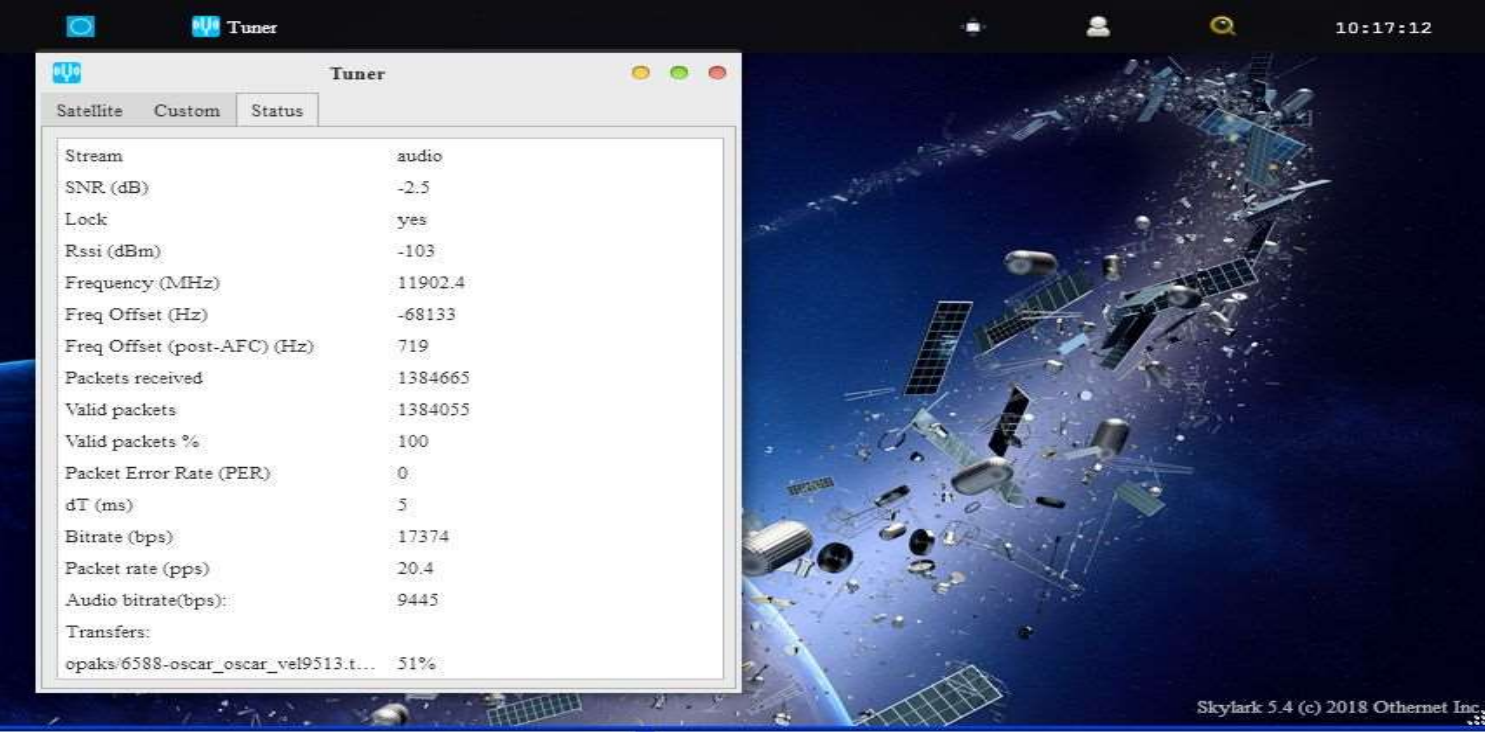 Tuner 10:17:12
Tuner
Satellite Custom Status
Stream audio
SNR (dB) -2.5
Lock yes
Rssi (dBm) -103
Frequency (MHz) 11902.4
Freq Offset (Hz) -68133
Freq Offset (post-AFC) (Hz) 719
Packets received 1384665
Valid packets 1384055
Valid packets % 100
Packet Error Rate (PER) 0
dT (ms) 5
Bitrate (bps) 17374
Packet rate (pps) 20.4
Audio bitrate(bps): 9445
Transfers:
opaks/6588-oscar_oscar_vel9513.t... 51%
Skylark 5.4 (c) 2018 Othernet Inc.